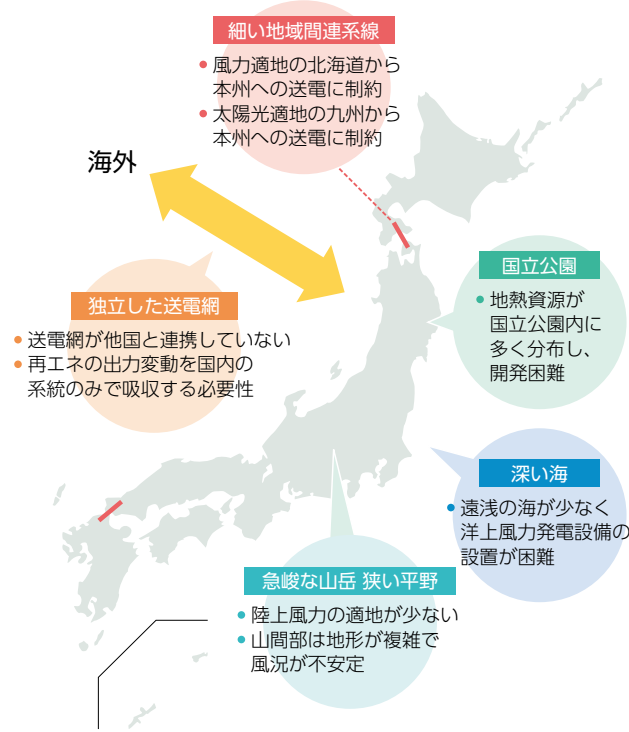 細い地域間連系線
• 風力適地の北海道から
本州への送電に制約
• 太陽光適地の九州から
本州への送電に制約
海外
独立した送電網
• 送電網が他国と連携していない
• 再エネの出力変動を国内の
系統のみで吸収する必要性
国立公園
• 地熱資源が
国立公園内に
多く分布し、
開発困難
深い海
• 遠浅の海が少なく
洋上風力発電設備の
設置が困難
急峻な山岳 狭い平野
• 陸上風力の適地が少ない
• 山間部は地形が複雑で
風況が不安定